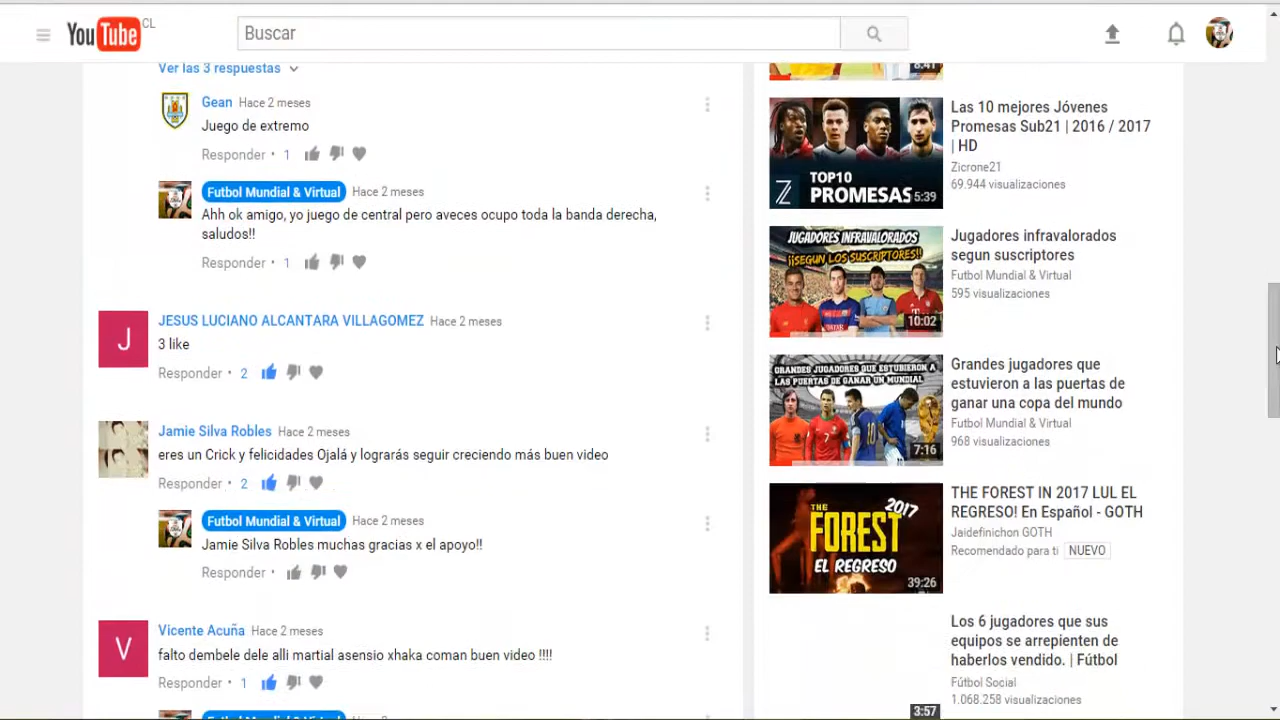 YouTube CL
Buscar
Ver las 3 respuestas
Gean Hace 2 meses
Juego de extremo
Responder · 1
Futbol Mundial & Virtual Hace 2 meses
Ahh ok amigo, yo juego de central pero aveces ocupo toda la banda derecha,
saludos!!
Responder · 1
JESUS LUCIANO ALCANTARA VILLAGOMEZ Hace 2 meses
J
3 like
Responder · 2
Jamie Silva Robles Hace 2 meses
eres un Crick y felicidades Ojalá y lograrás seguir creciendo más buen video
Responder · 2
Futbol Mundial & Virtual Hace 2 meses
Jamie Silva Robles muchas gracias x el apoyo!!
Responder ·
Vicente Acuña Hace 2 meses
V
falto dembele dele alli martial asensio xhaka coman buen video !!!!
Responder · 1
Futbol Mundial & Virtual Hace 2 meses
8:41
Z
TOP10
PROMESAS
5:39
Las 10 mejores Jóvenes
Promesas Sub21 | 2016 / 2017
| HD
Zicrone21
69.944 visualizaciones
JUGADORES INFRAVALORADOS
¡¡SEGUN LOS SUSCRIPTORES!!
10:02
Jugadores infravalorados
segun suscriptores
Futbol Mundial & Virtual
595 visualizaciones
GRANDES JUGADORES QUE ESTUBIERON A
LAS PUERTAS DE GANAR UN MUNDIAL
7:16
Grandes jugadores que
estuvieron a las puertas de
ganar una copa del mundo
Futbol Mundial & Virtual
968 visualizaciones
THE
FOREST
2017
EL REGRESO
39:26
THE FOREST IN 2017 LUL EL
REGRESO! En Español - GOTH
Jaidefinichon GOTH
Recomendado para ti NUEVO
3:57
Los 6 jugadores que sus
equipos se arrepienten de
haberlos vendido. | Fútbol
Fútbol Social
1.068.258 visualizaciones